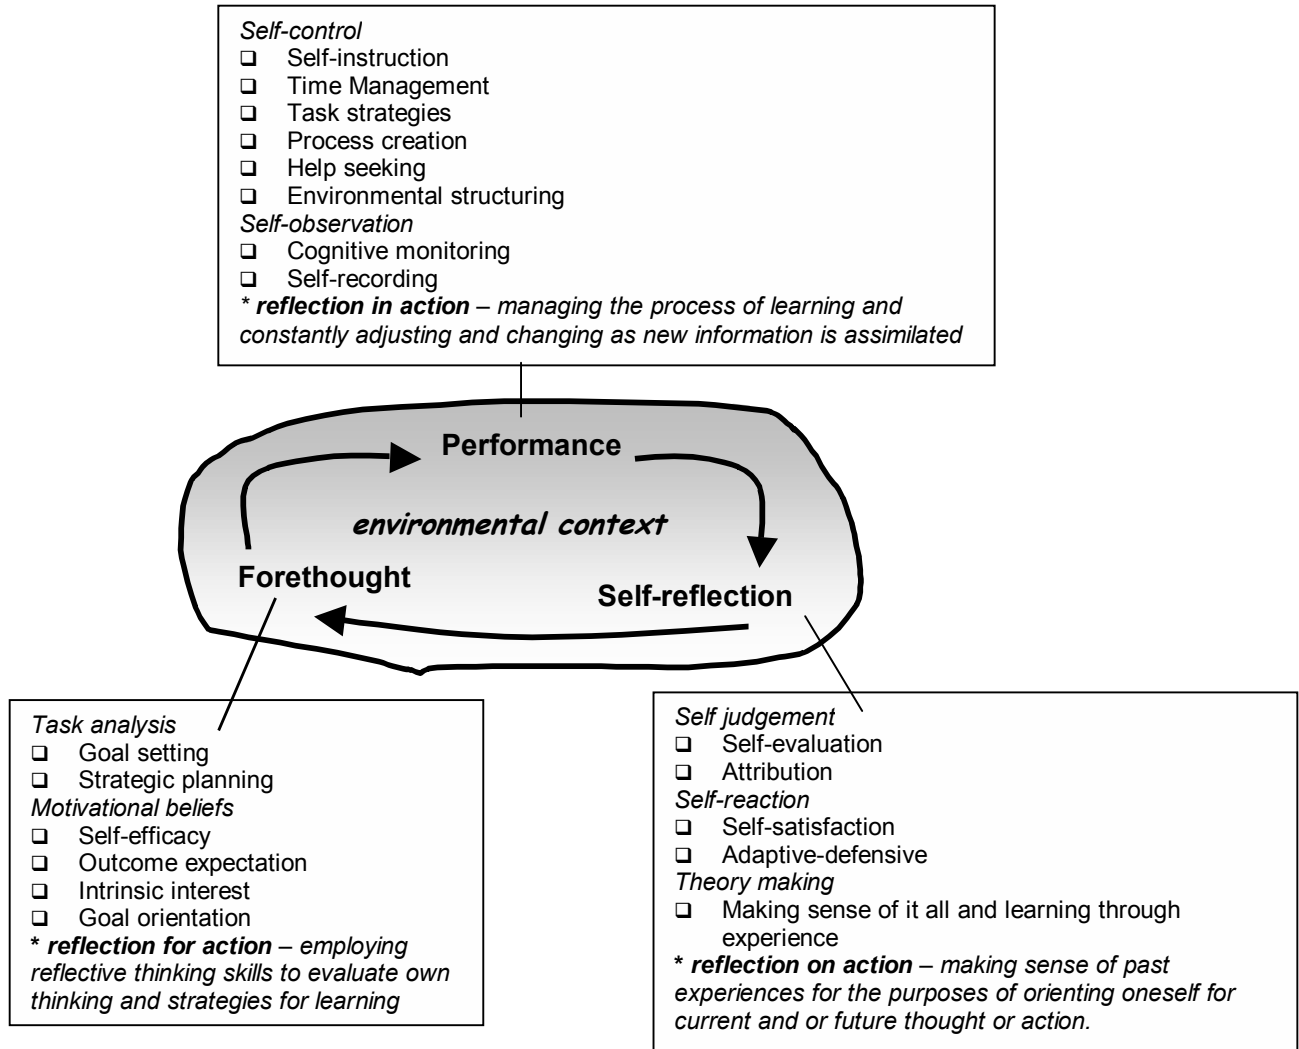 Self-control
❑ Self-instruction
❑ Time Management
❑ Task strategies
❑ Process creation
❑ Help seeking
❑ Environmental structuring
Self-observation
❑ Cognitive monitoring
❑ Self-recording
* reflection in action – managing the process of learning and
constantly adjusting and changing as new information is assimilated
Performance
environmental context
Forethought
Self-reflection
Task analysis
❑ Goal setting
❑ Strategic planning
Motivational beliefs
❑ Self-efficacy
❑ Outcome expectation
❑ Intrinsic interest
❑ Goal orientation
* reflection for action – employing
reflective thinking skills to evaluate own
thinking and strategies for learning
Self judgement
❑ Self-evaluation
❑ Attribution
Self-reaction
❑ Self-satisfaction
❑ Adaptive-defensive
Theory making
❑ Making sense of it all and learning through
experience
* reflection on action – making sense of past
experiences for the purposes of orienting oneself for
current and or future thought or action.